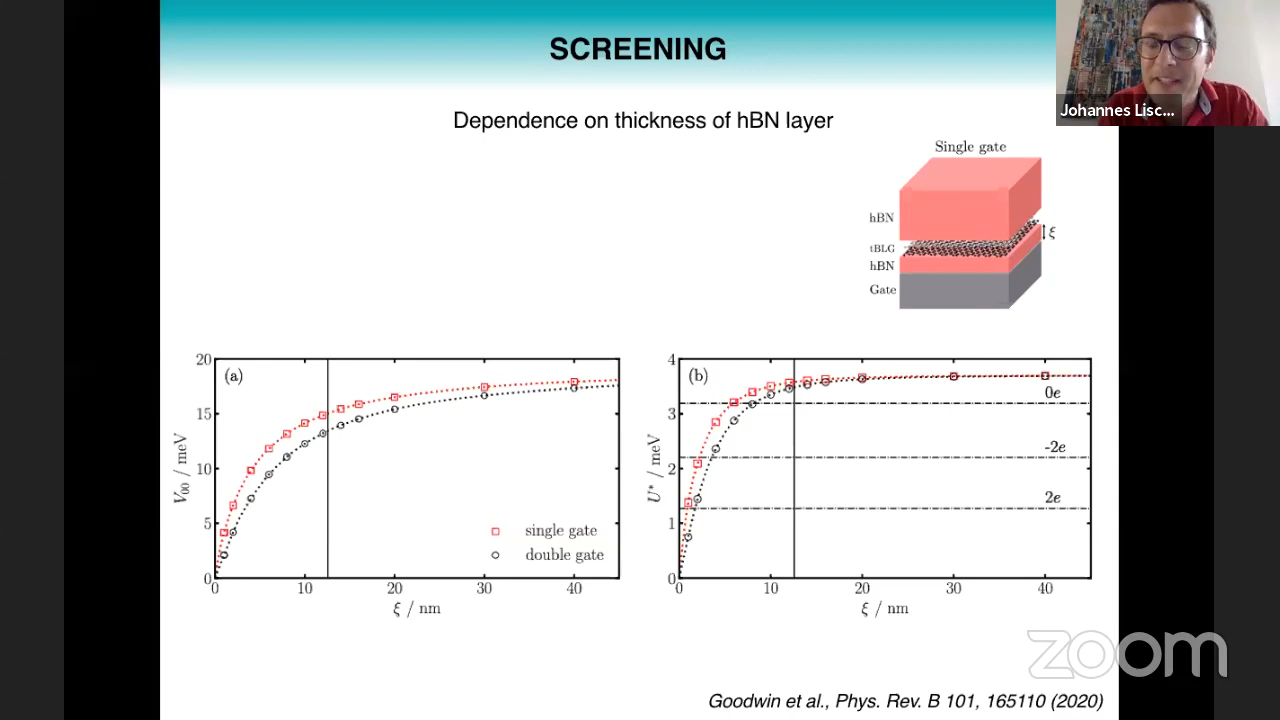 SCREENING
Johannes Lisc...
Dependence on thickness of hBN layer
Single gate
hBN
ξ
tBLG
hBN
Gate
20
15
10
5
0
(a)
V00 / meV
single gate
double gate
0
10
20
30
40
ξ / nm
4
3
2
1
0
(b)
U* / meV
0e
-2e
2e
0
10
20
30
40
ξ / nm
zoom
Goodwin et al., Phys. Rev. B 101, 165110 (2020)